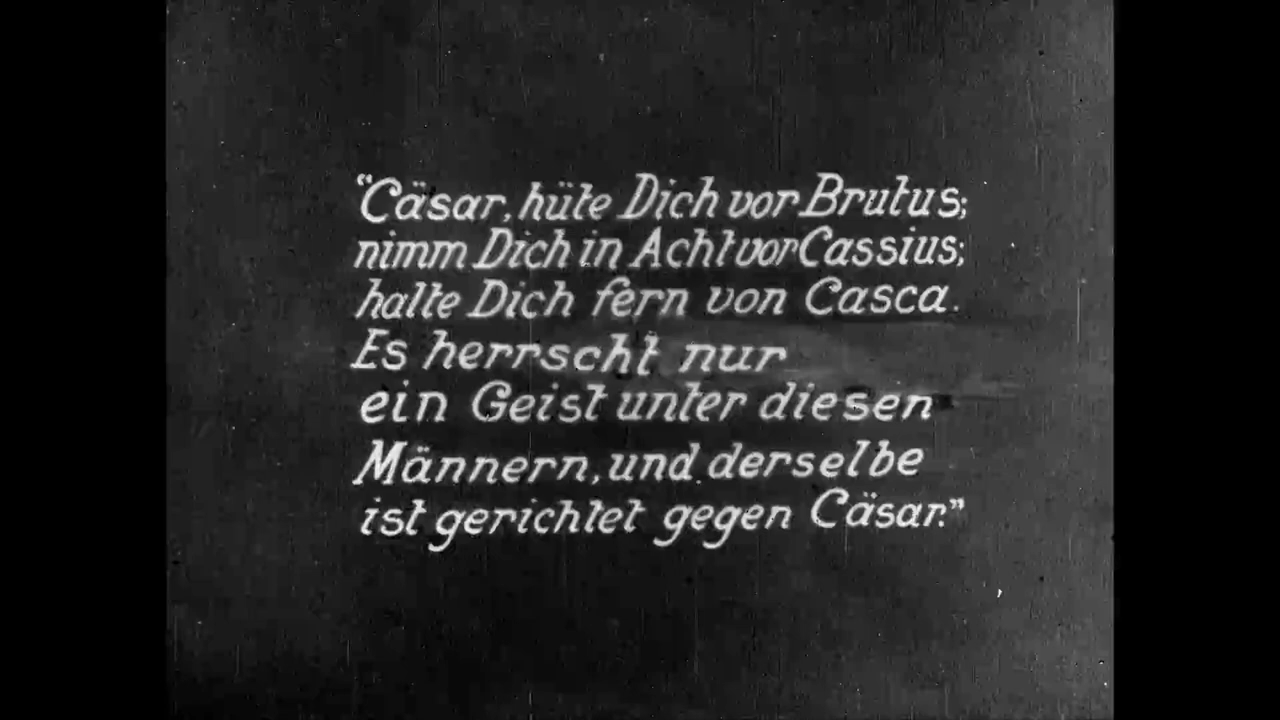 “Cäsar, hüte Dich vor Brutus;
nimm Dich in Acht vor Cassius;
halte Dich fern von Casca.
Es herrscht nur
ein Geist unter diesen
Männern, und derselbe
ist gerichtet gegen Cäsar.”